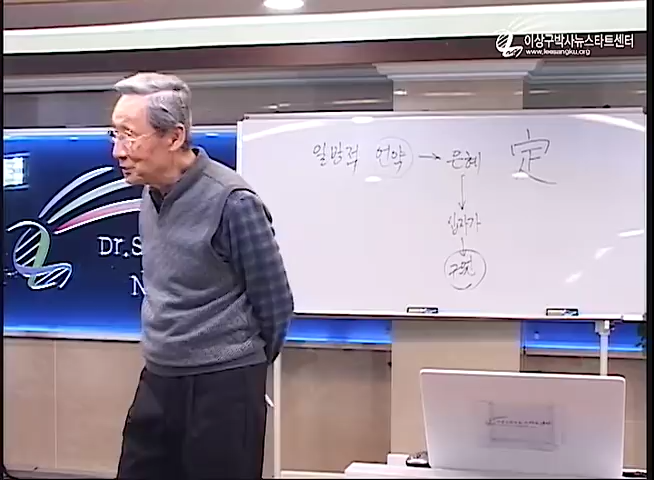 이상구박사뉴스타트센터
www.leesangku.org
일방적 언약 → 은혜 定
Dr.S
십자가
N
구원